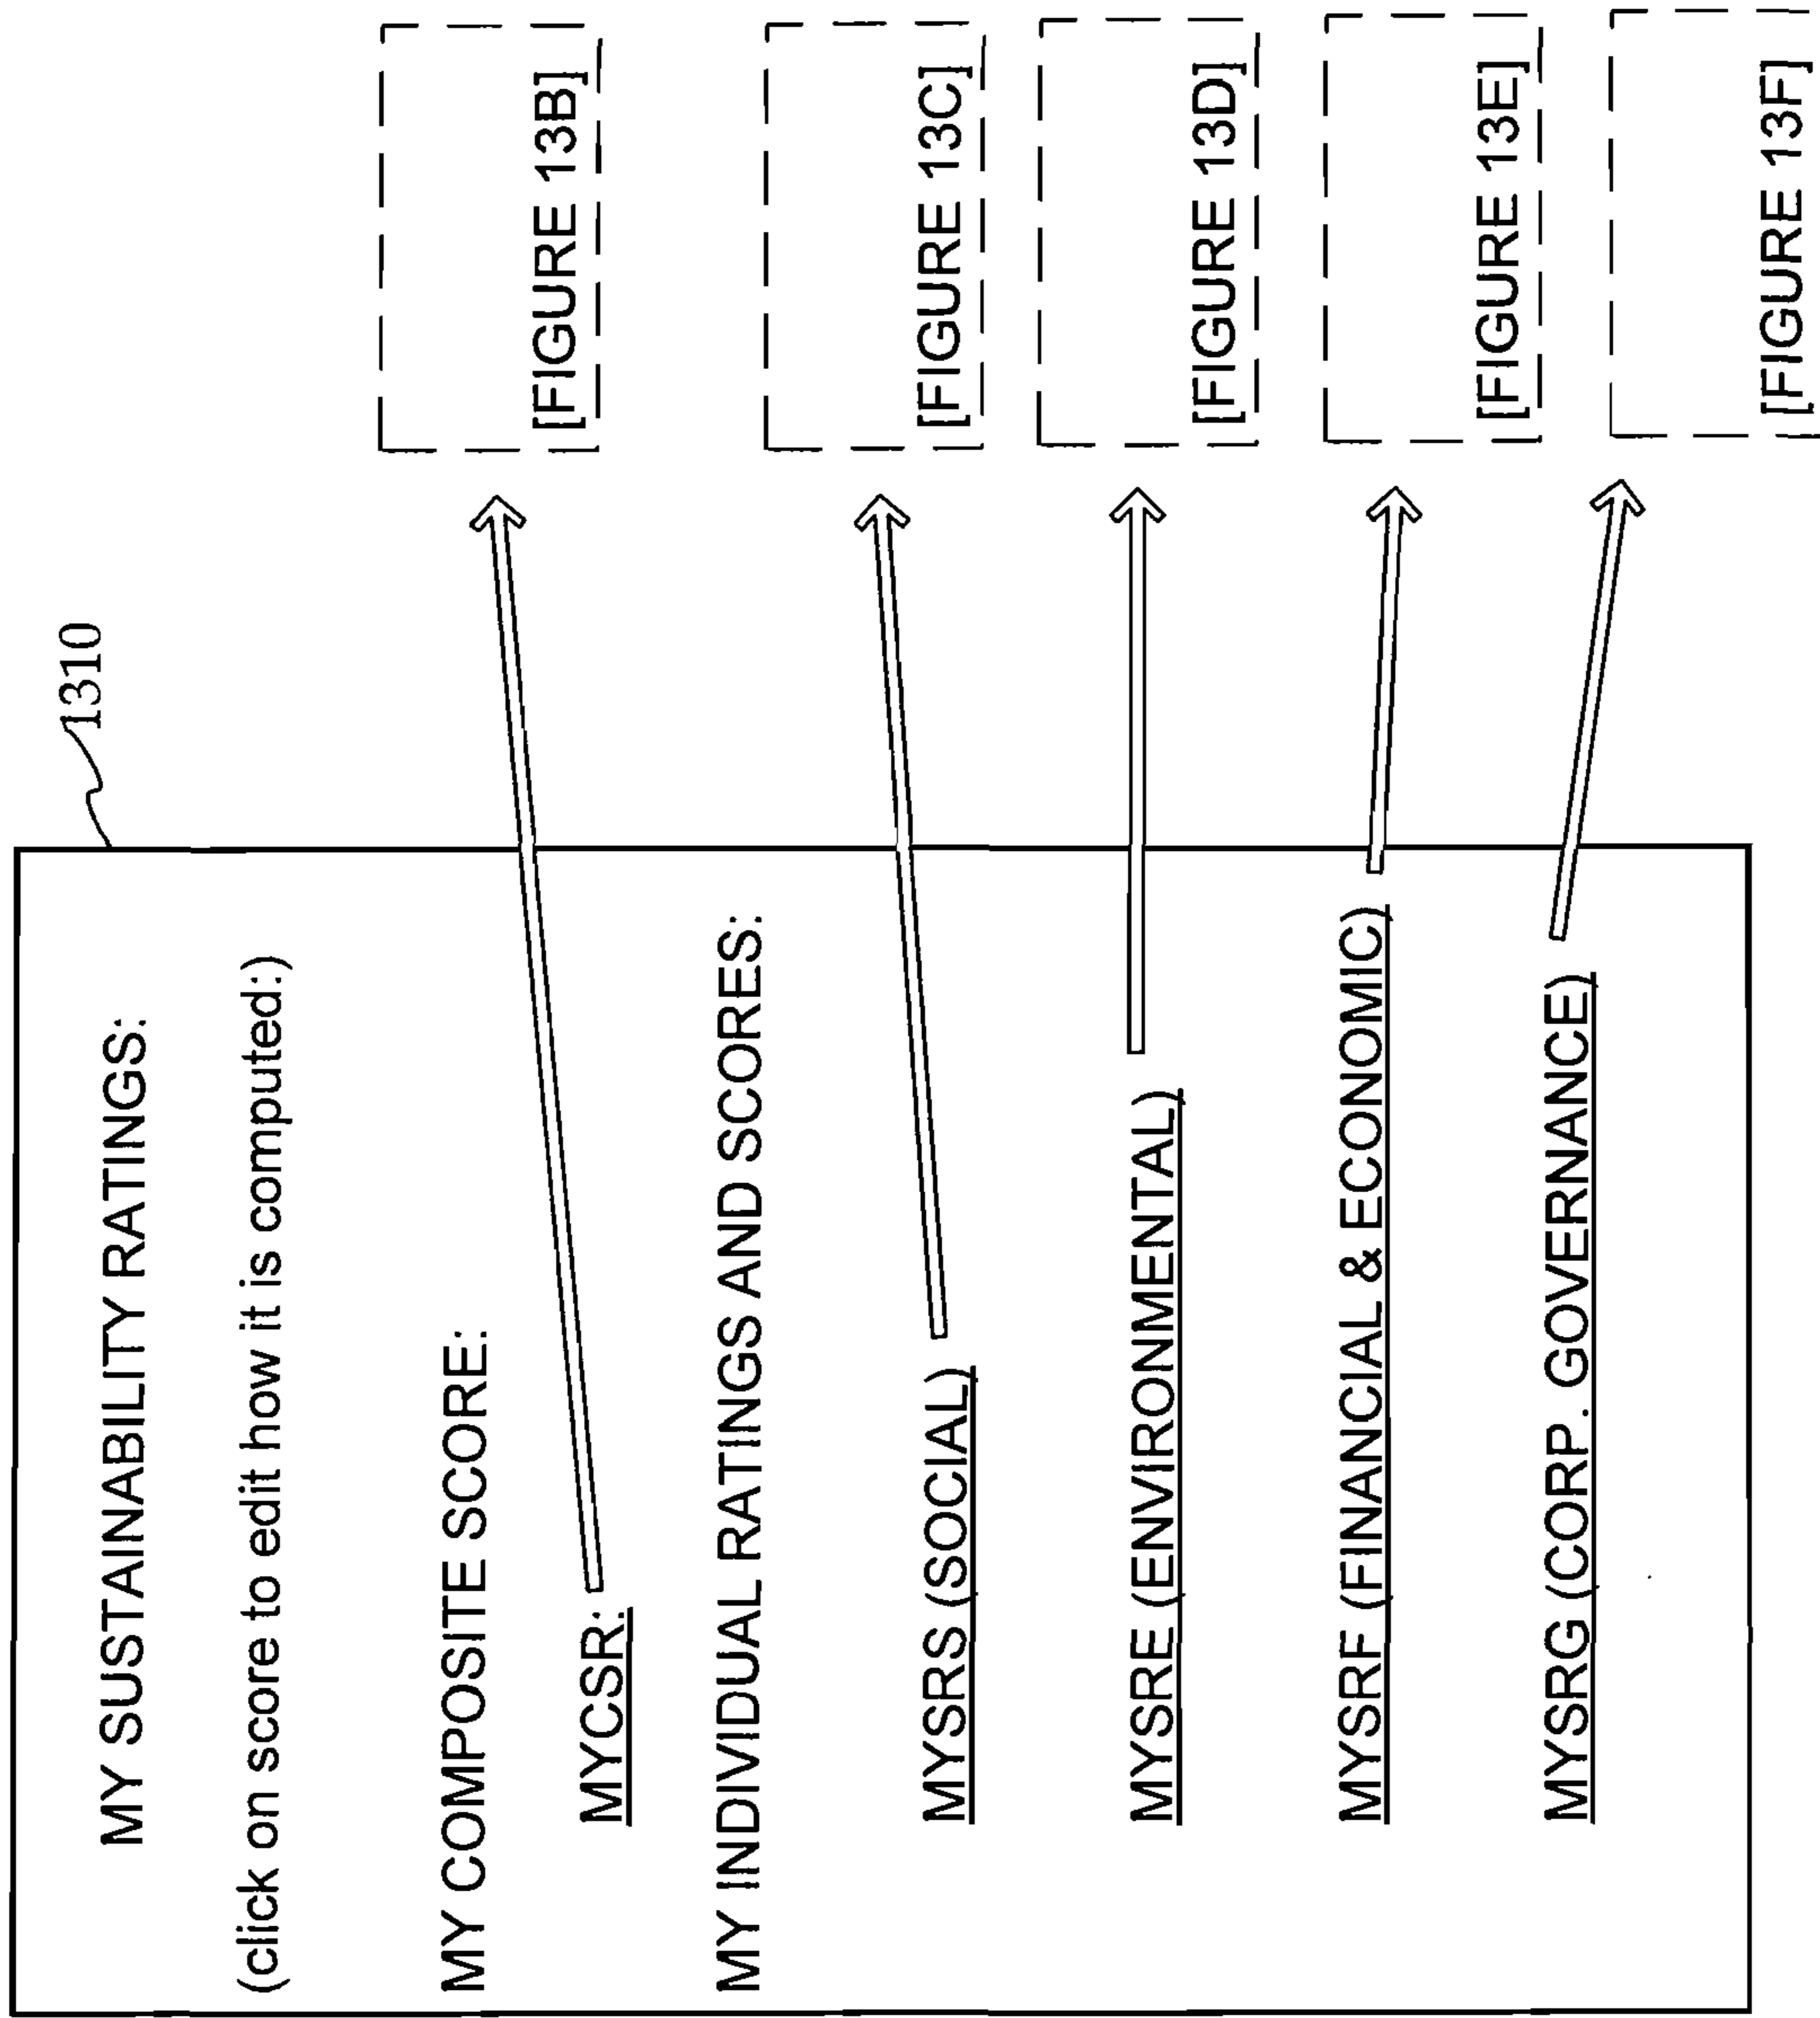 1310
MY SUSTAINABILITY RATINGS:
(click on score to edit how it is computed:)
MY COMPOSITE SCORE:
MYCSR:
[FIGURE 13B]
MY INDIVIDUAL RATINGS AND SCORES:
MYSRS (SOCIAL)
[FIGURE 13C]
MYSRE (ENVIRONMENTAL)
[FIGURE 13D]
MYSRF (FINANCIAL & ECONOMIC)
[FIGURE 13E]
MYSRG (CORP. GOVERNANCE)
[FIGURE 13F]